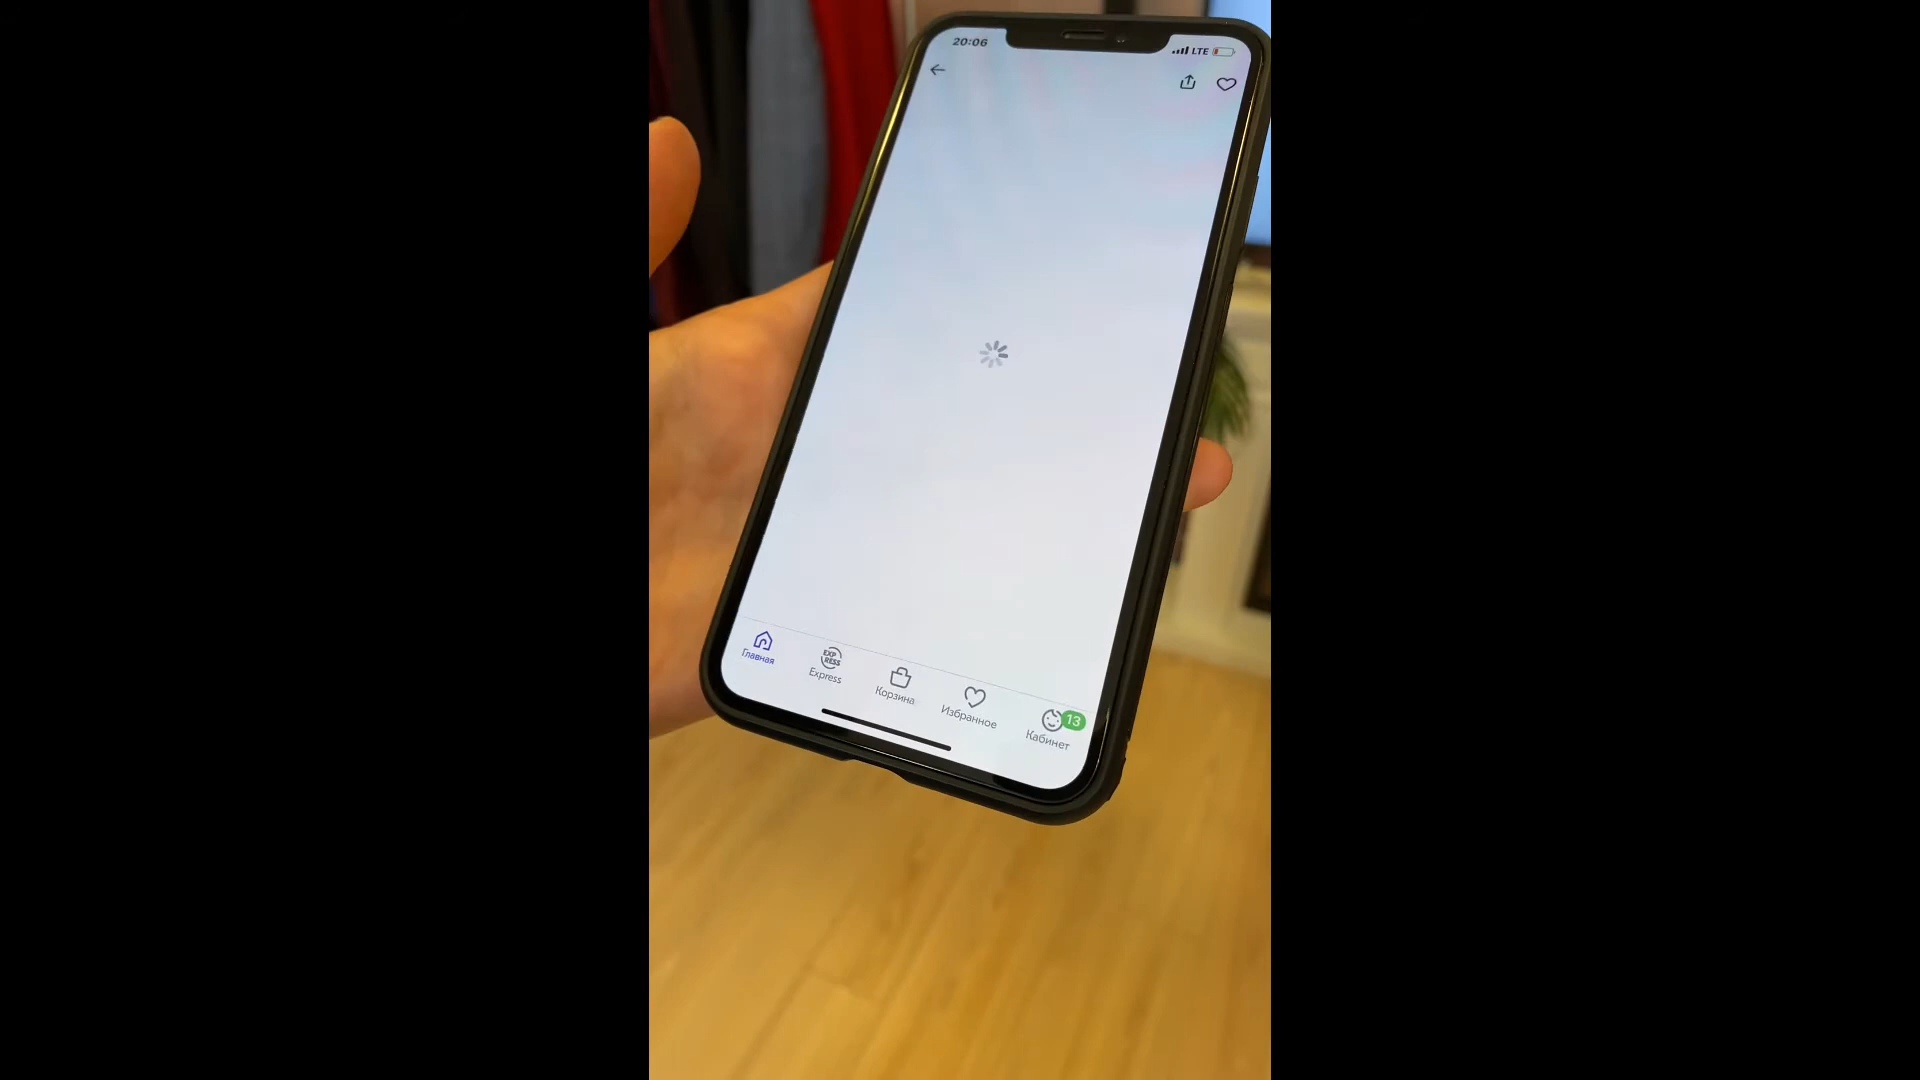 20:06
LTE
Главная
EXP
RESS
Express
Корзина
Избранное
13
Кабинет